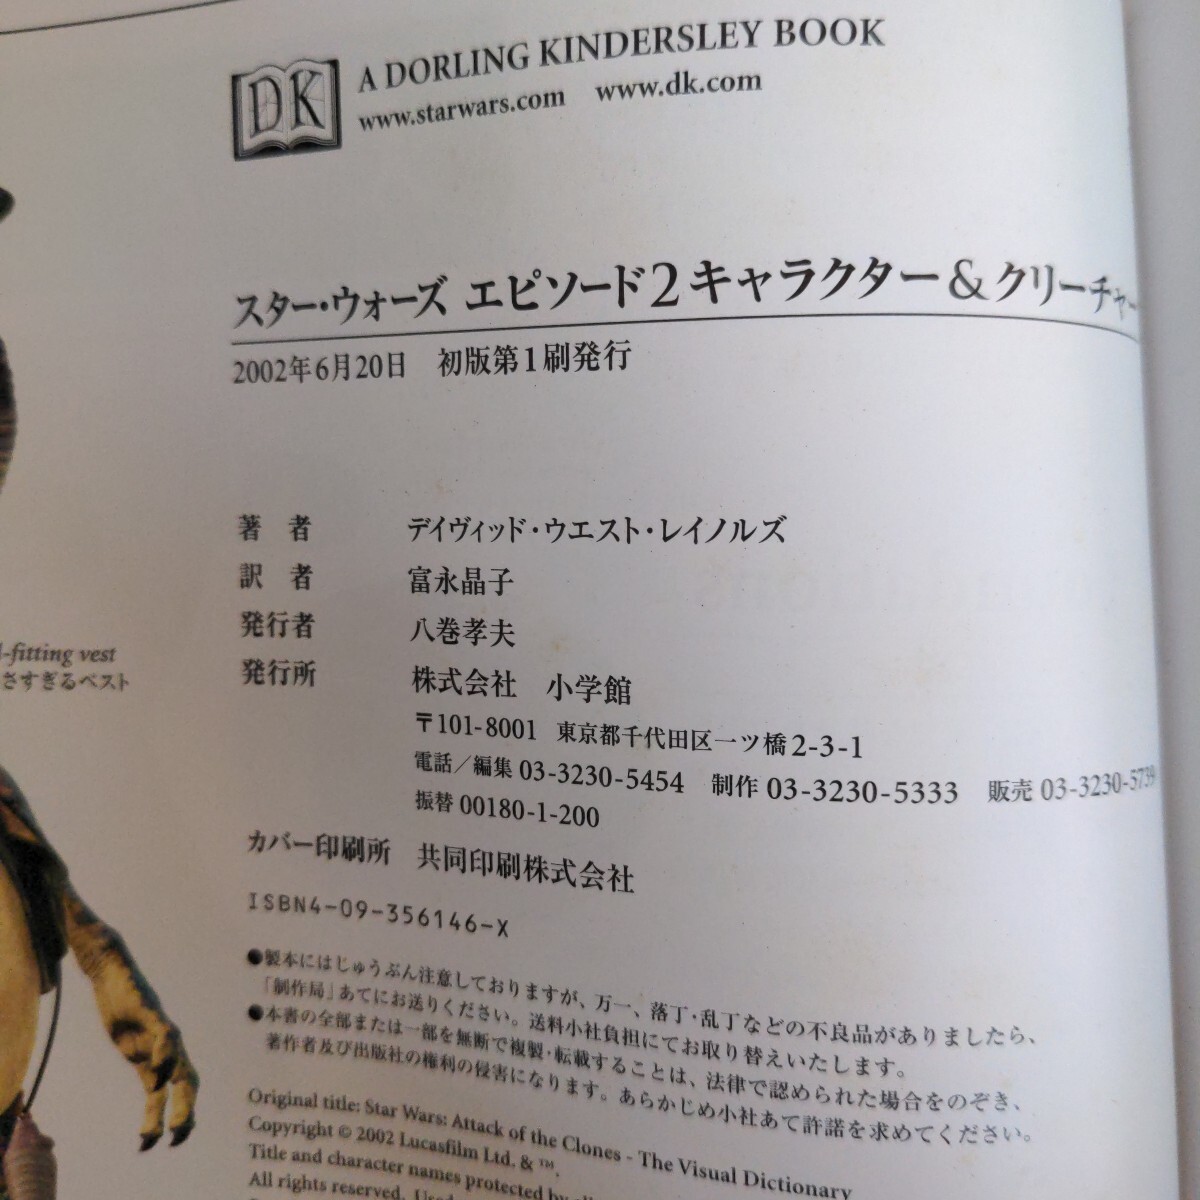 DK
A DORLING KINDERSLEY BOOK
www.starwars.com www.dk.com
スター・ウォーズ エピソード2キャラクター&クリーチャー
2002年6月20日 初版第1刷発行
著 者 デイヴィッド・ウエスト・レイノルズ
訳 者 富永晶子
発行者 八巻孝夫
発行所 株式会社 小学館
〒101-8001 東京都千代田区一ツ橋2-3-1
電話／編集 03-3230-5454 制作 03-3230-5333 販売 03-3230-5739
振替 00180-1-200
カバー印刷所 共同印刷株式会社
ISBN4-09-356146-X
●製本にはじゅうぶん注意しておりますが、万一、落丁・乱丁などの不良品がありましたら、
「制作局」あてにお送りください。送料小社負担にてお取り替えいたします。
●本書の全部または一部を無断で複製・転載することは、法律で認められた場合をのぞき、
著作者及び出版社の権利の侵害になります。あらかじめ小社あて許諾を求めてください。
Original title: Star Wars: Attack of the Clones - The Visual Dictionary
Copyright © 2002 Lucasfilm Ltd. & ™.
Title and character names protected by
All rights reserved.
-fitting vest
さすぎるベスト